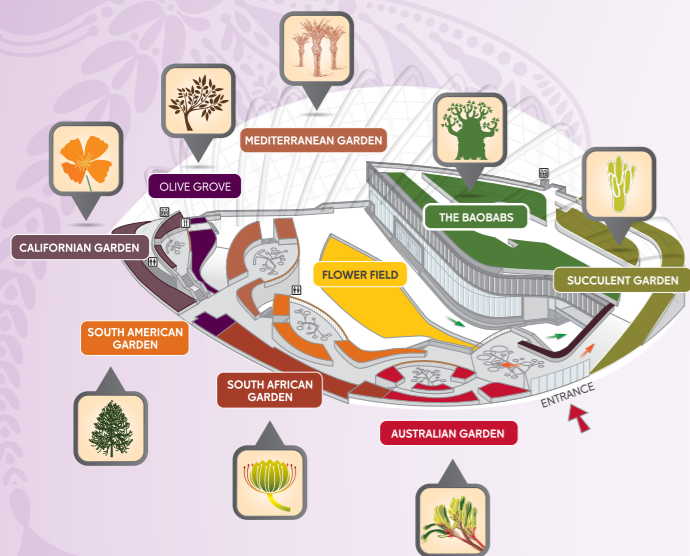 MEDITERRANEAN GARDEN
OLIVE GROVE
THE BAOBABS
CALIFORNIAN GARDEN
FLOWER FIELD
SUCCULENT GARDEN
SOUTH AMERICAN
GARDEN
SOUTH AFRICAN
GARDEN
ENTRANCE
AUSTRALIAN GARDEN